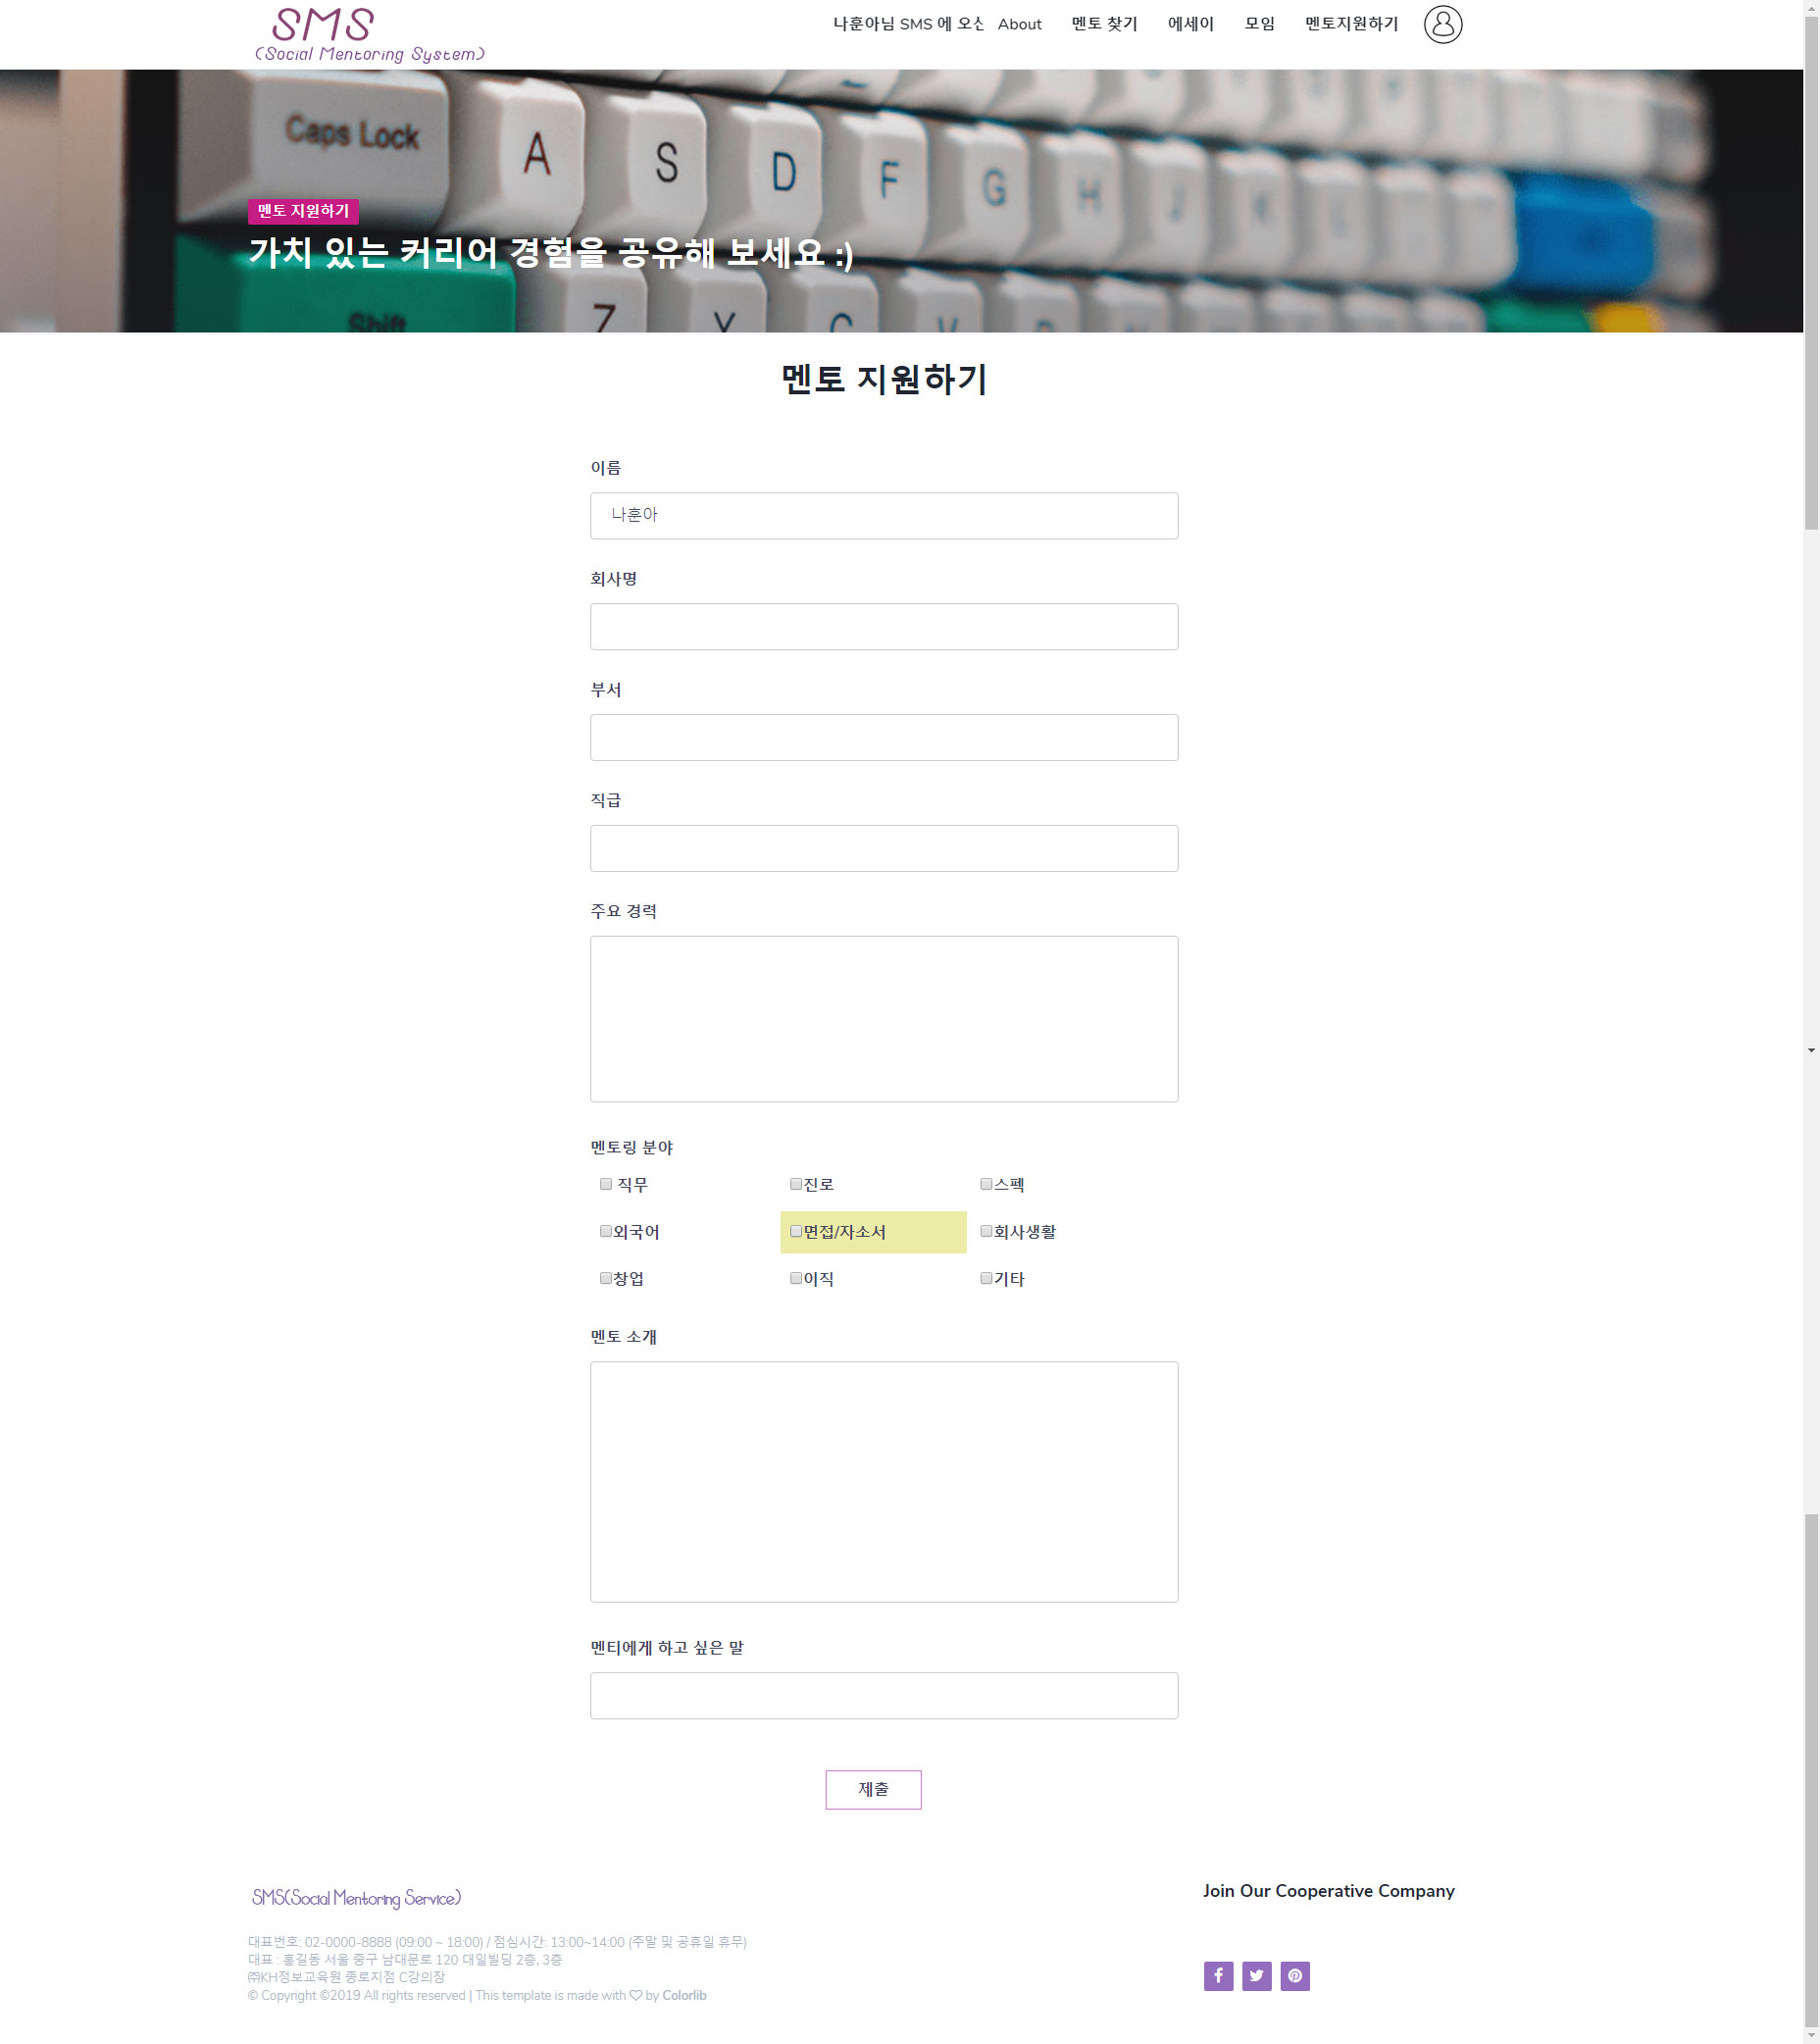 SMS
(Social Mentoring System)
나훈아님 SMS 에 오신 About 멘토 찾기 에세이 모임 멘토지원하기
Caps Lock A S D F G H J
멘토 지원하기
가치 있는 커리어 경험을 공유해 보세요 :)
Shift Z
멘토 지원하기
이름
나훈아
회사명
부서
직급
주요 경력
멘토링 분야
직무 진로 스펙
외국어 면접/자소서 회사생활
창업 이직 기타
멘토 소개
멘티에게 하고 싶은 말
제출
SMS(Social Mentoring Service)
Join Our Cooperative Company
대표번호: 02-0000-8888 (09:00 ~ 18:00) / 점심시간: 13:00~14:00 (주말 및 공휴일 휴무)
대표 : 홍길동 서울 중구 남대문로 120 대일빌딩 2층, 3층
㈜KH정보교육원 종로지점 C강의장
© Copyright ©2019 All rights reserved | This template is made with ♡ by Colorlib